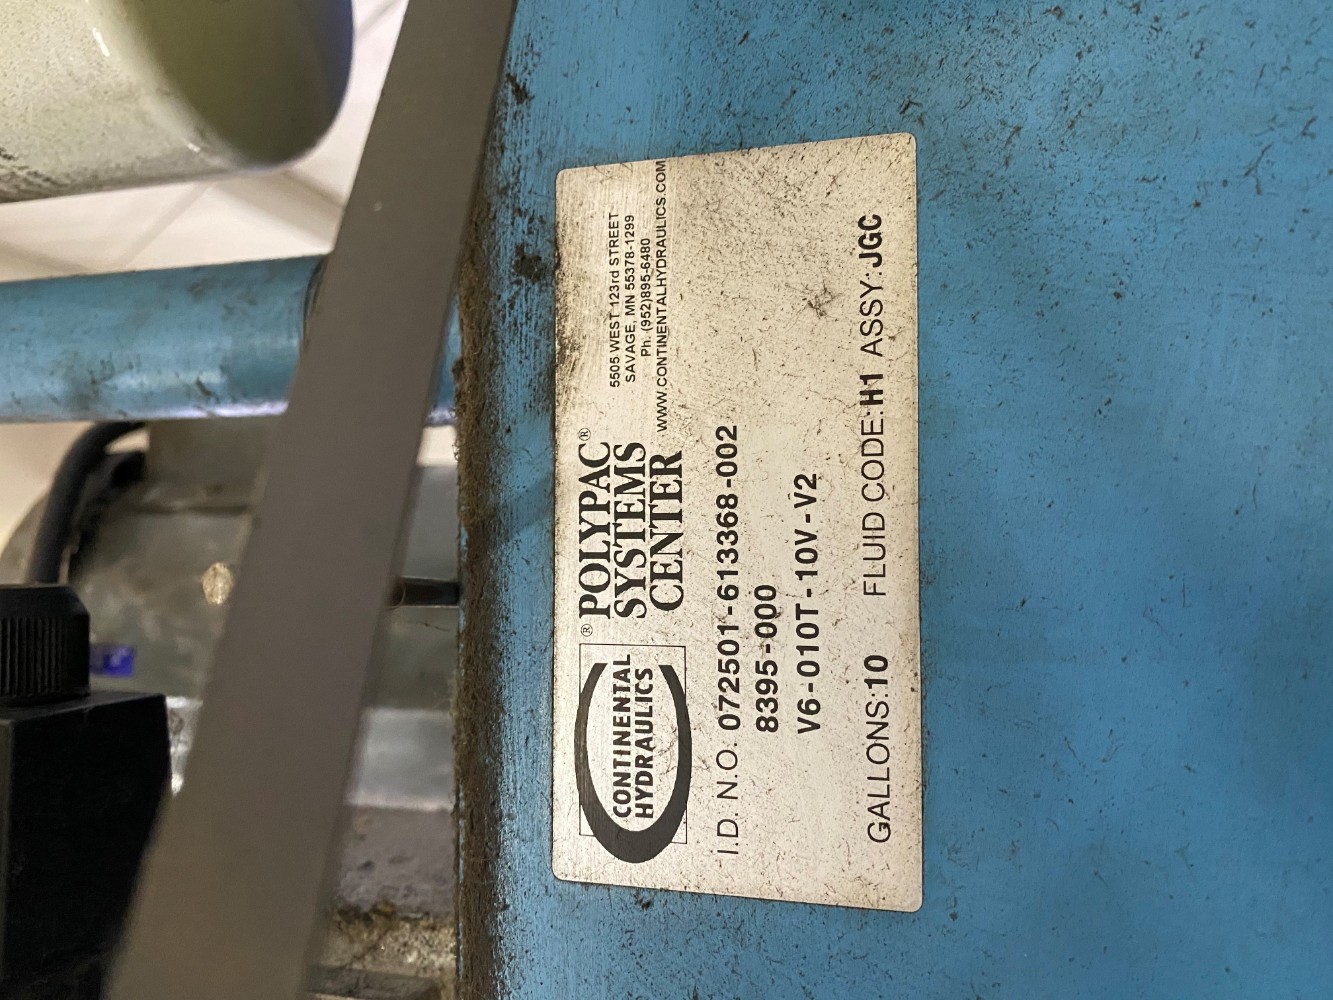 CONTINENTAL
HYDRAULICS
® POLYPAC®
SYSTEMS
CENTER
5505 WEST 123rd STREET
SAVAGE, MN 55378-1299
Ph. (952)895-6480
WWW.CONTINENTALHYDRAULICS.COM
I.D. N.O. 072501-613368-002
8395-000
V6-010T-10V-V2
GALLONS:10 FLUID CODE:H1 ASSY:JGC